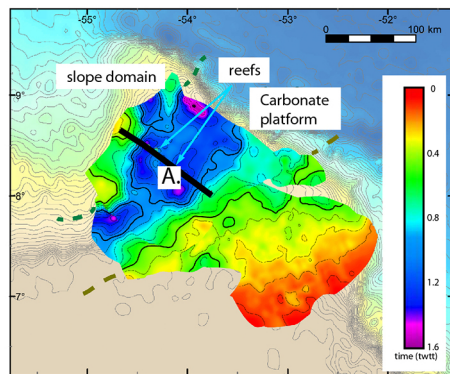 -55° -54° -53° -52°
0 100 km
slope domain
reefs
Carbonate
platform
9°
8°
7°
A.
0
0.4
0.8
1.2
1.6
time (twtt)